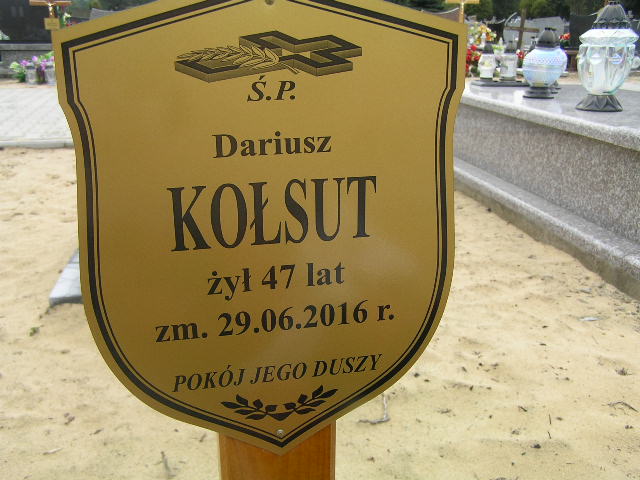 Ś.P.
Dariusz
KOŁSUT
żył 47 lat
zm. 29.06.2016 r.
POKÓJ JEGO DUSZY